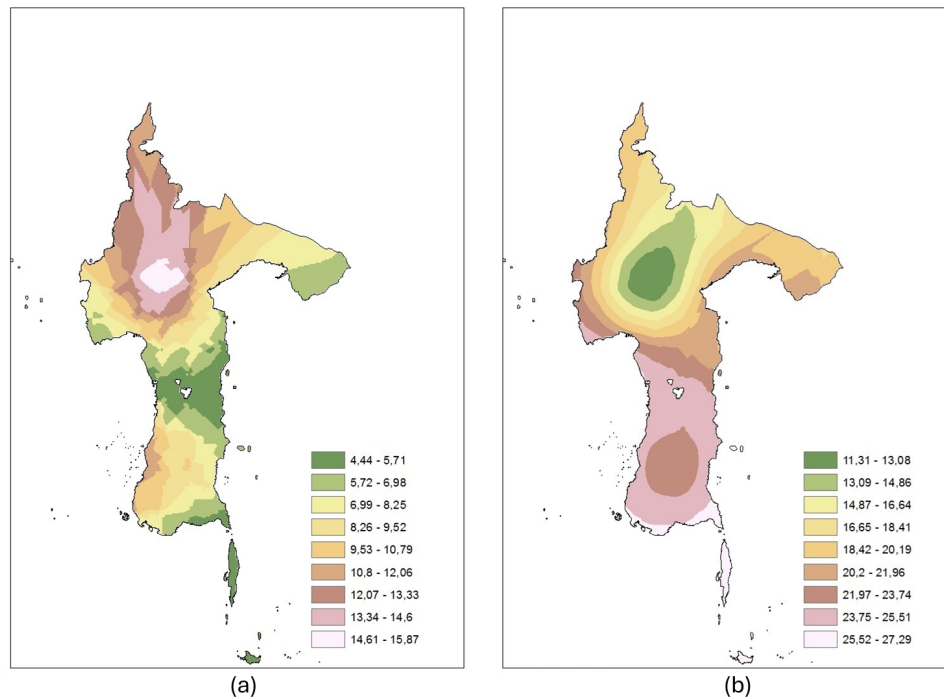 4,44 - 5,71
5,72 - 6,98
6,99 - 8,25
8,26 - 9,52
9,53 - 10,79
10,8 - 12,06
12,07 - 13,33
13,34 - 14,6
14,61 - 15,87
(a)
11,31 - 13,08
13,09 - 14,86
14,87 - 16,64
16,65 - 18,41
18,42 - 20,19
20,2 - 21,96
21,97 - 23,74
23,75 - 25,51
25,52 - 27,29
(b)